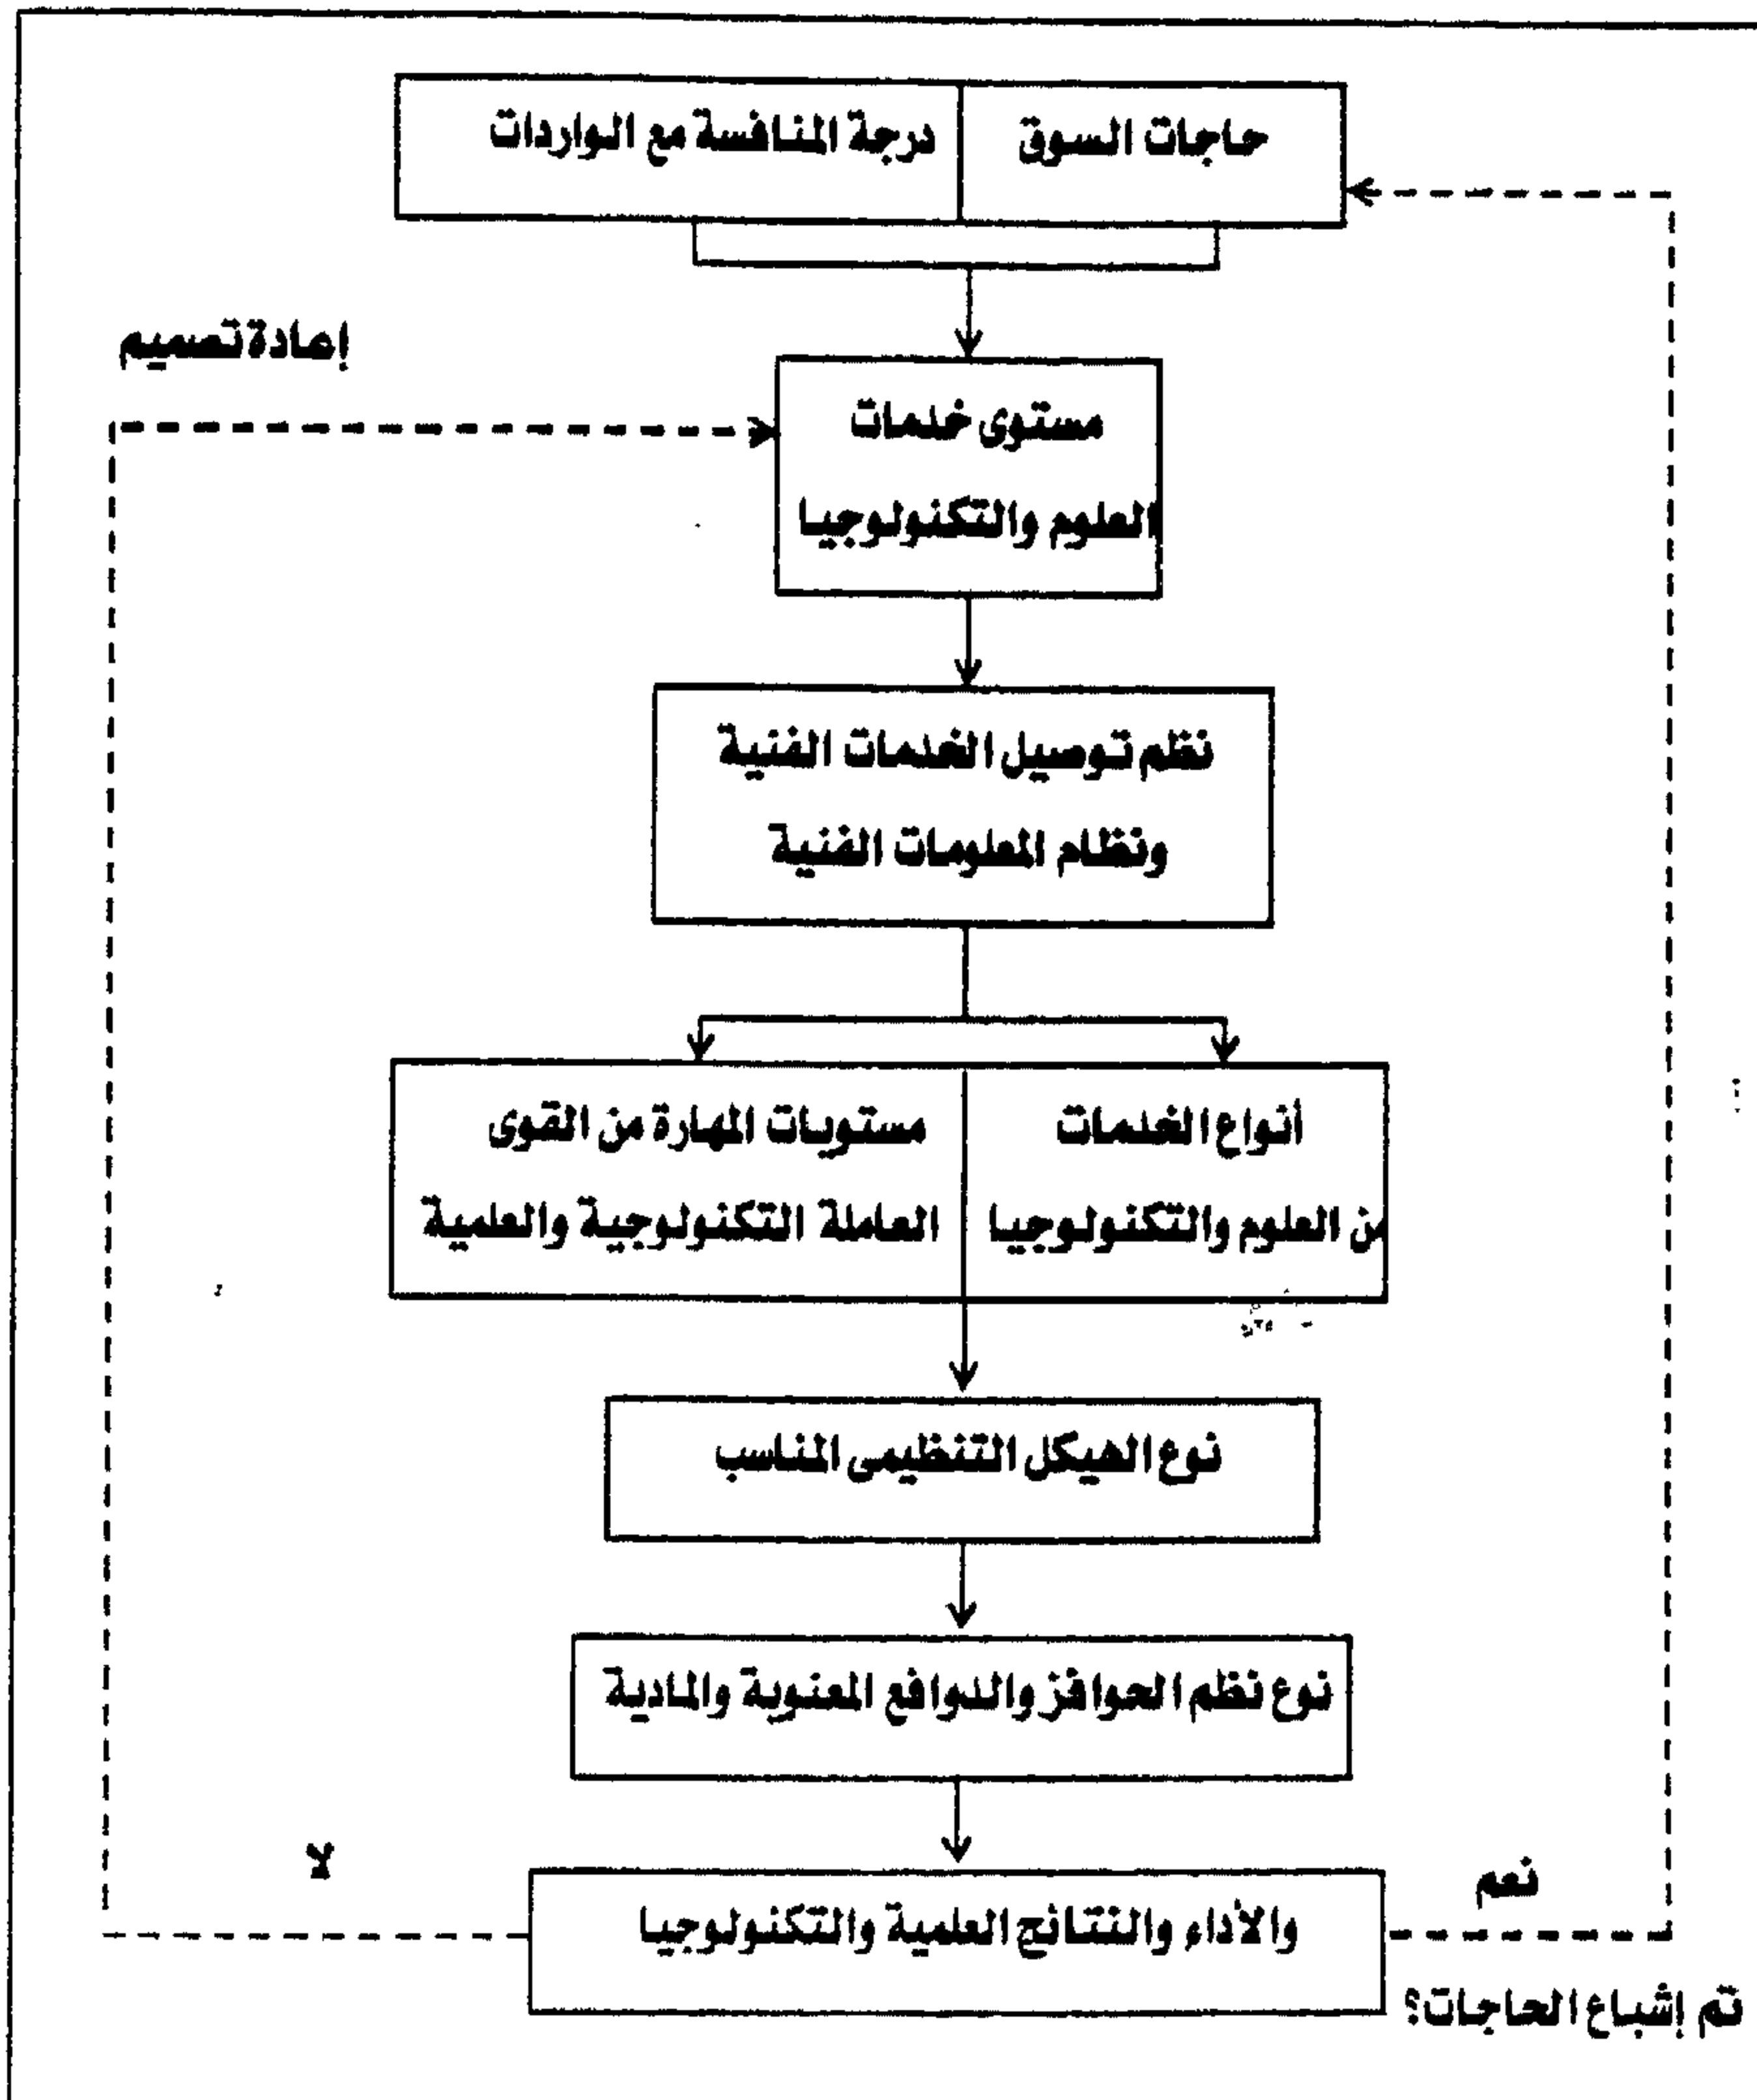 حاجات السوق
درجة المنافسة مع الواردات
إعادة تصميم
مستوى خدمات
العلوم والتكنولوجيا
نظم توصيل الخدمات الفنية
ونظام المعلومات الفنية
أنواع الخدمات
من العلوم والتكنولوجيا
مستويات المهارة من القوى
العاملة التكنولوجية والعلمية
نوع الهيكل التنظيمى المناسب
نوع نظم الحوافز والدوافع المعنوية والمادية
نعم
لا
والأداء والنتائج العلمية والتكنولوجيا
تم إشباع الحاجات؟